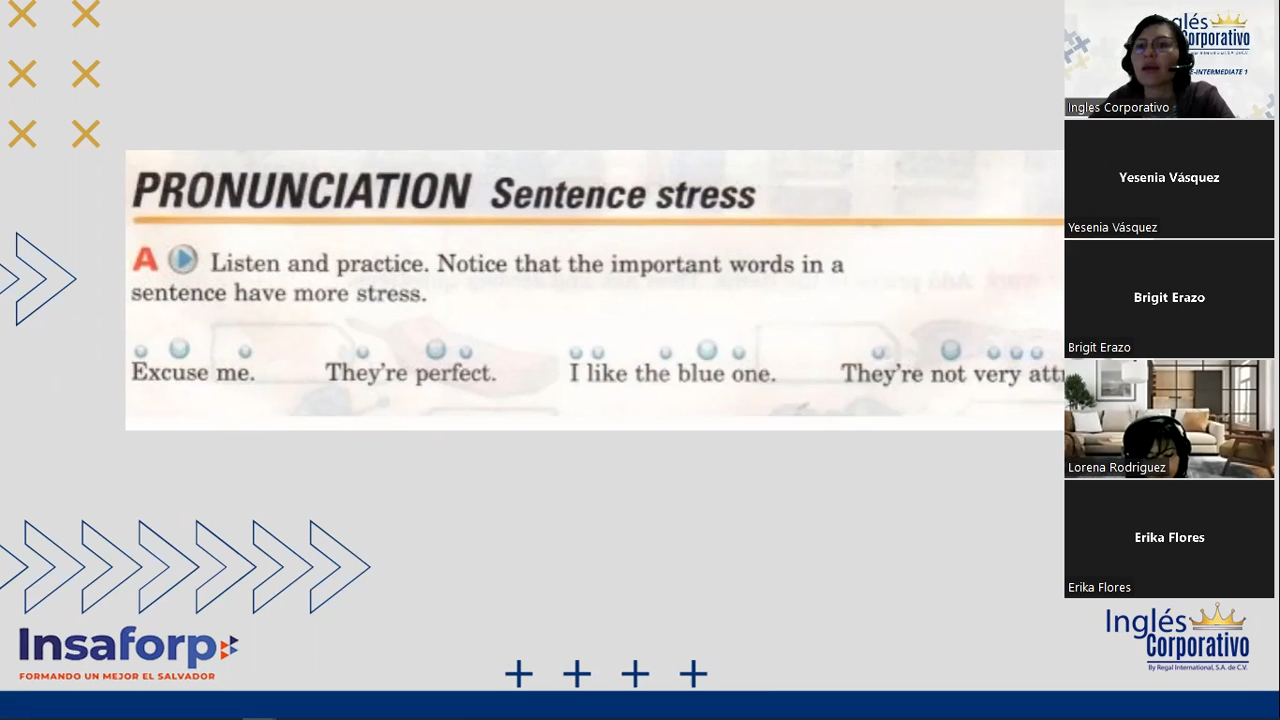 PRONUNCIATION Sentence stress
A Listen and practice. Notice that the important words in a
sentence have more stress.
Excuse me. They're perfect. I like the blue one. They're not very
Insaforp
FORMANDO UN MEJOR EL SALVADOR
Inglés
Corporativo
-INTERMEDIATE 1
Ingles Corporativo
Yesenia Vásquez
Yesenia Vásquez
Brigit Erazo
Brigit Erazo
Lorena Rodriguez
Erika Flores
Erika Flores
Inglés
Corporativo
By Regal International, S.A. de C.V.